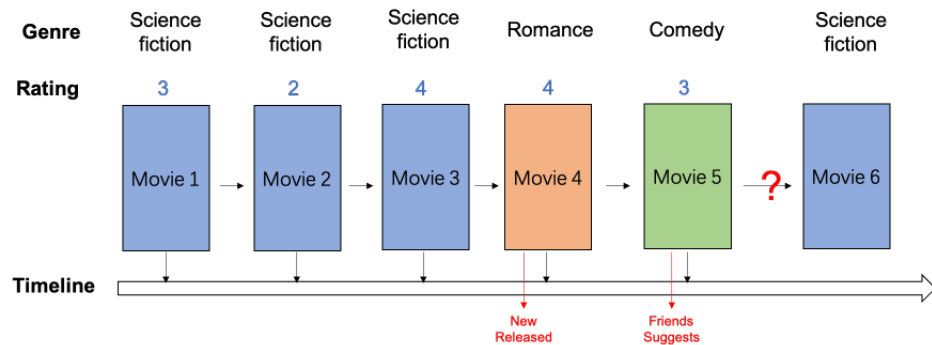 Genre Science fiction Science fiction Science fiction Romance Comedy Science fiction
Rating 3 2 4 4 3
Movie 1 Movie 2 Movie 3 Movie 4 Movie 5 ? Movie 6
Timeline
New Released
Friends Suggests